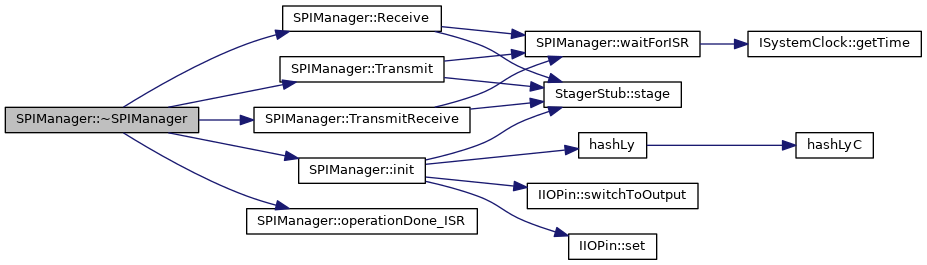 SPIManager::~SPIManager
SPIManager::Receive
SPIManager::Transmit
SPIManager::TransmitReceive
SPIManager::init
SPIManager::operationDone_ISR
SPIManager::waitForISR
StagerStub::stage
hashLy
IIOPin::switchToOutput
IIOPin::set
ISystemClock::getTime
hashLyC